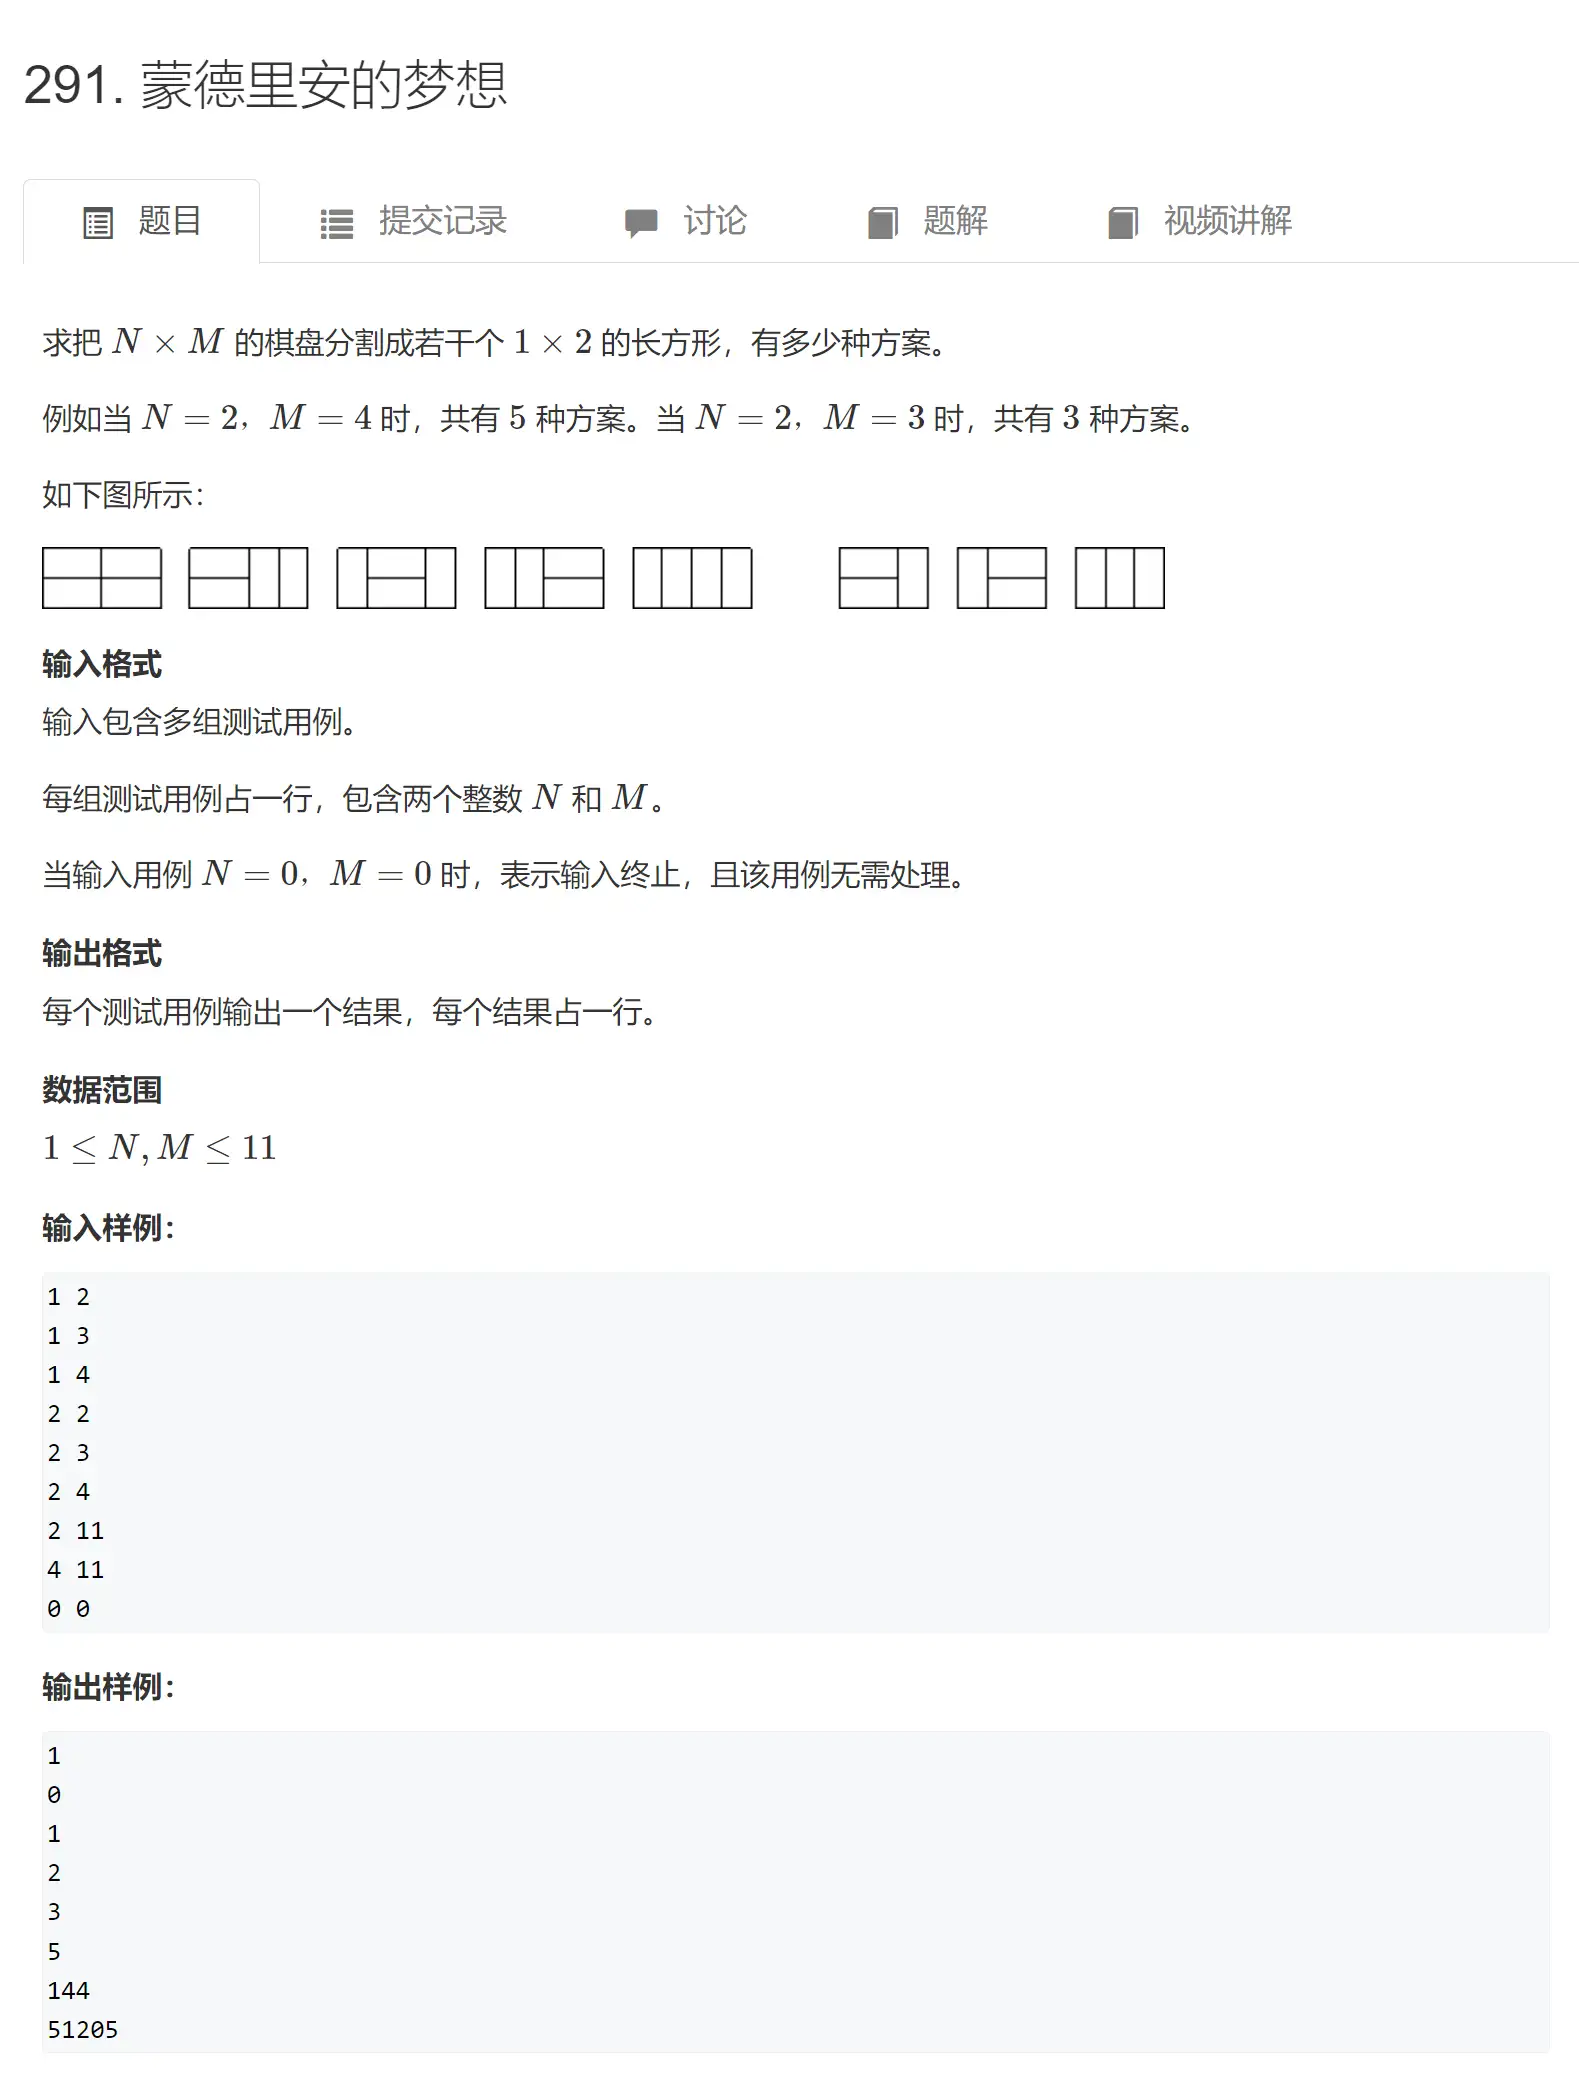 291. 蒙德里安的梦想
题目 提交记录 讨论 题解 视频讲解
求把 N × M 的棋盘分割成若干个 1 × 2 的长方形，有多少种方案。
例如当 N = 2，M = 4 时，共有 5 种方案。当 N = 2，M = 3 时，共有 3 种方案。
如下图所示：
输入格式
输入包含多组测试用例。
每组测试用例占一行，包含两个整数 N 和 M。
当输入用例 N = 0，M = 0 时，表示输入终止，且该用例无需处理。
输出格式
每个测试用例输出一个结果，每个结果占一行。
数据范围
1 ≤ N, M ≤ 11
输入样例：
1 2
1 3
1 4
2 2
2 3
2 4
2 11
4 11
0 0
输出样例：
1
0
1
2
3
5
144
51205